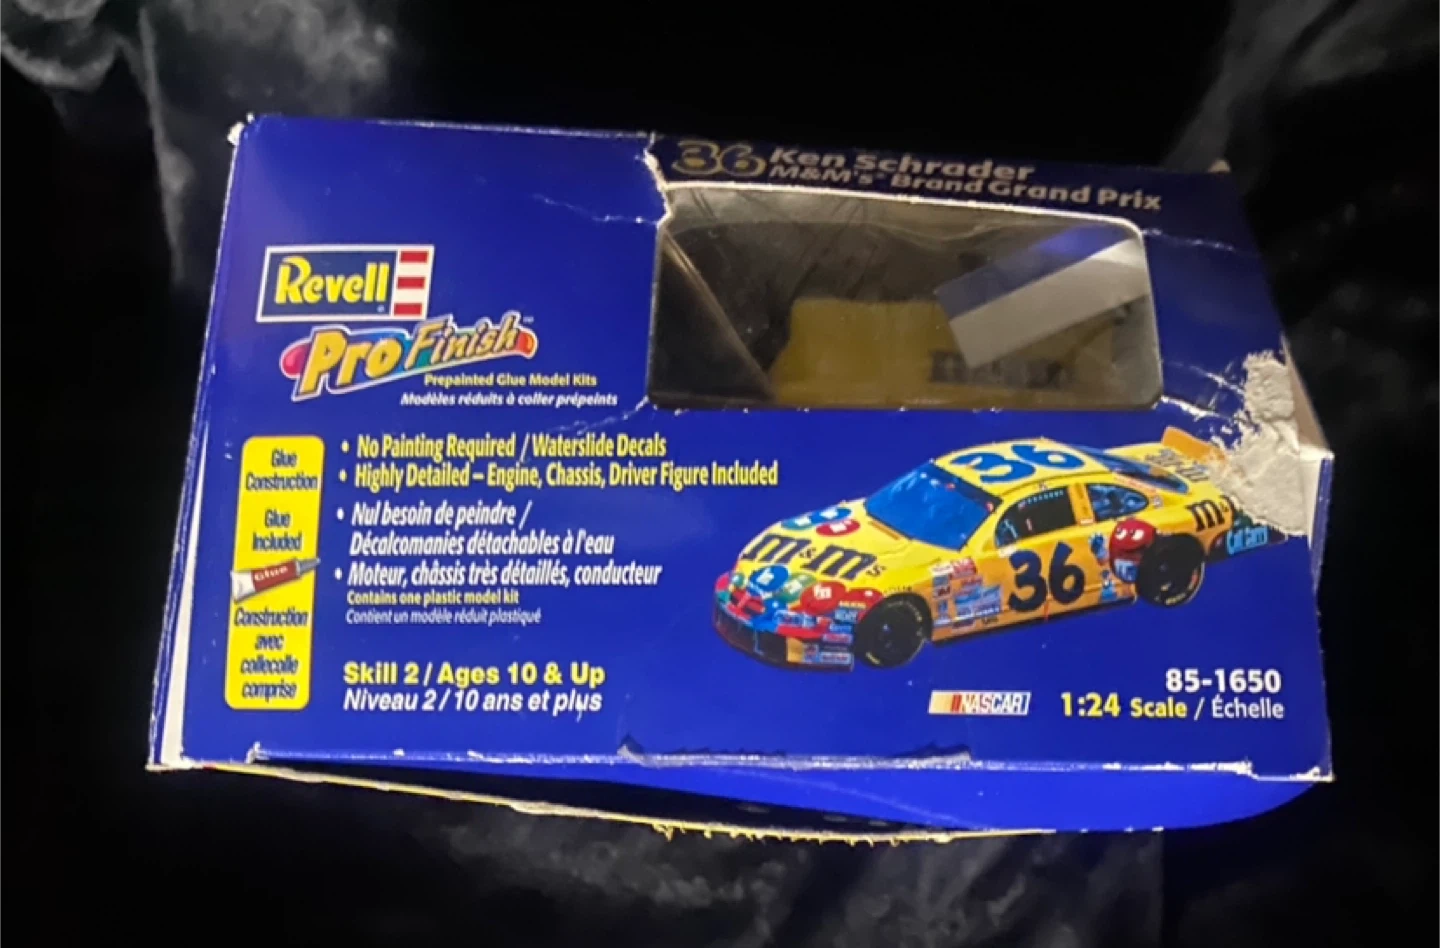 36 Ken Schrader
M&M's® Brand Grand Prix
Revell
Pro Finish™
Prepainted Glue Model Kits
Modèles réduits à coller prépeints
Glue
Construction
Glue
Included
Glue
Construction
avec
collecolle
comprise
• No Painting Required / Waterslide Decals
• Highly Detailed – Engine, Chassis, Driver Figure Included
• Nul besoin de peindre /
Décalcomanies détachables à l'eau
• Moteur, châssis très détaillés, conducteur
Contains one plastic model kit
Contient un modèle réduit plastiqué
Skill 2 / Ages 10 & Up
Niveau 2 / 10 ans et plus
36
m&m's
36
m&
NASCAR
85-1650
1:24 Scale / Échelle